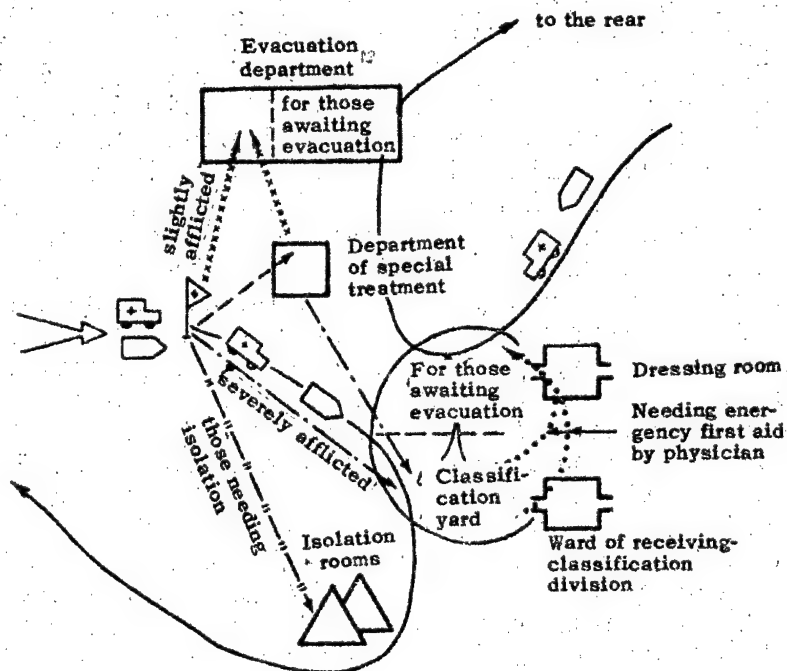 to the rear
Evacuation
department
for those
awaiting
evacuation
slightly
afflicted
Department
of special
treatment
severely afflicted
those needing
isolation
For those
awaiting
evacuation
Dressing room
Needing ener-
gency first aid
by physician
Classifi-
cation
yard
Isolation
rooms
Ward of receiving-
classification
division